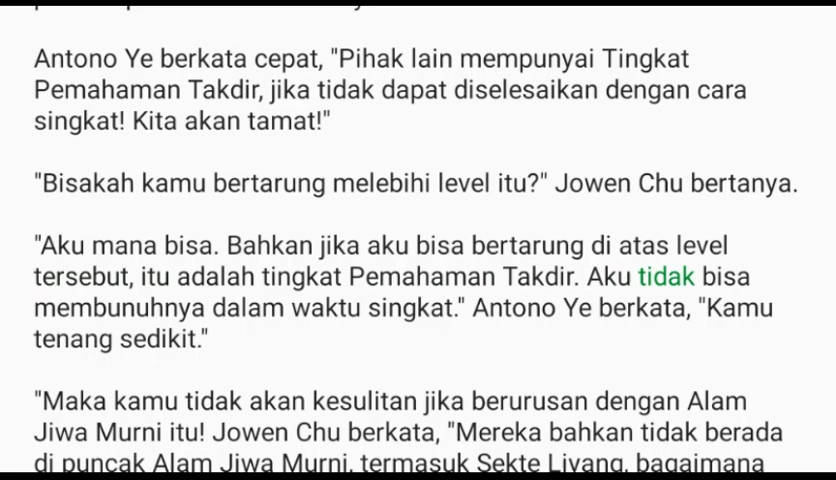 Antono Ye berkata cepat, "Pihak lain mempunyai Tingkat
Pemahaman Takdir, jika tidak dapat diselesaikan dengan cara
singkat! Kita akan tamat!"
"Bisakah kamu bertarung melebihi level itu?" Jowen Chu bertanya.
"Aku mana bisa. Bahkan jika aku bisa bertarung di atas level
tersebut, itu adalah tingkat Pemahaman Takdir. Aku tidak bisa
membunuhnya dalam waktu singkat." Antono Ye berkata, "Kamu
tenang sedikit."
"Maka kamu tidak akan kesulitan jika berurusan dengan Alam
Jiwa Murni itu! Jowen Chu berkata, "Mereka bahkan tidak berada
di puncak Alam Jiwa Murni, termasuk Sekte Liyang, bagaimana